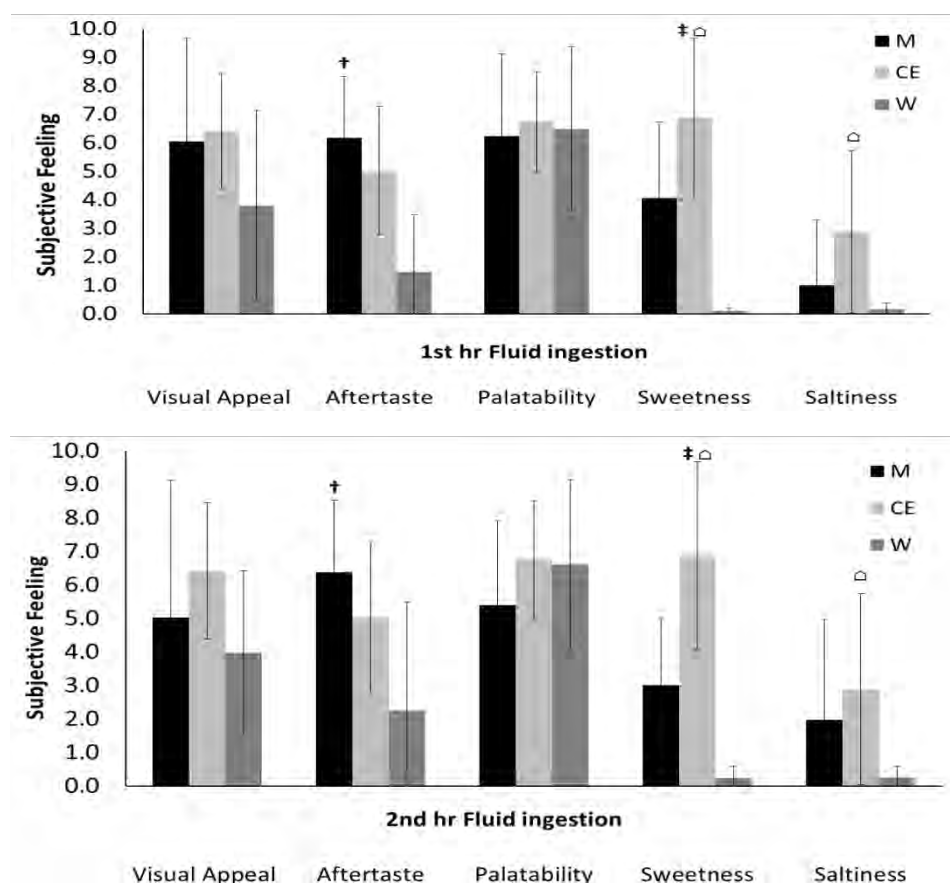 10.0
9.0
8.0
7.0
6.0
5.0
4.0
3.0
2.0
1.0
0.0
Subjective Feeling
† ‡ ⌂ ⌂
M
CE
W
1st hr Fluid ingestion
Visual Appeal Aftertaste Palatability Sweetness Saltiness
10.0
9.0
8.0
7.0
6.0
5.0
4.0
3.0
2.0
1.0
0.0
Subjective Feeling
† ‡ ⌂ ⌂
M
CE
W
2nd hr Fluid ingestion
Visual Appeal Aftertaste Palatability Sweetness Saltiness